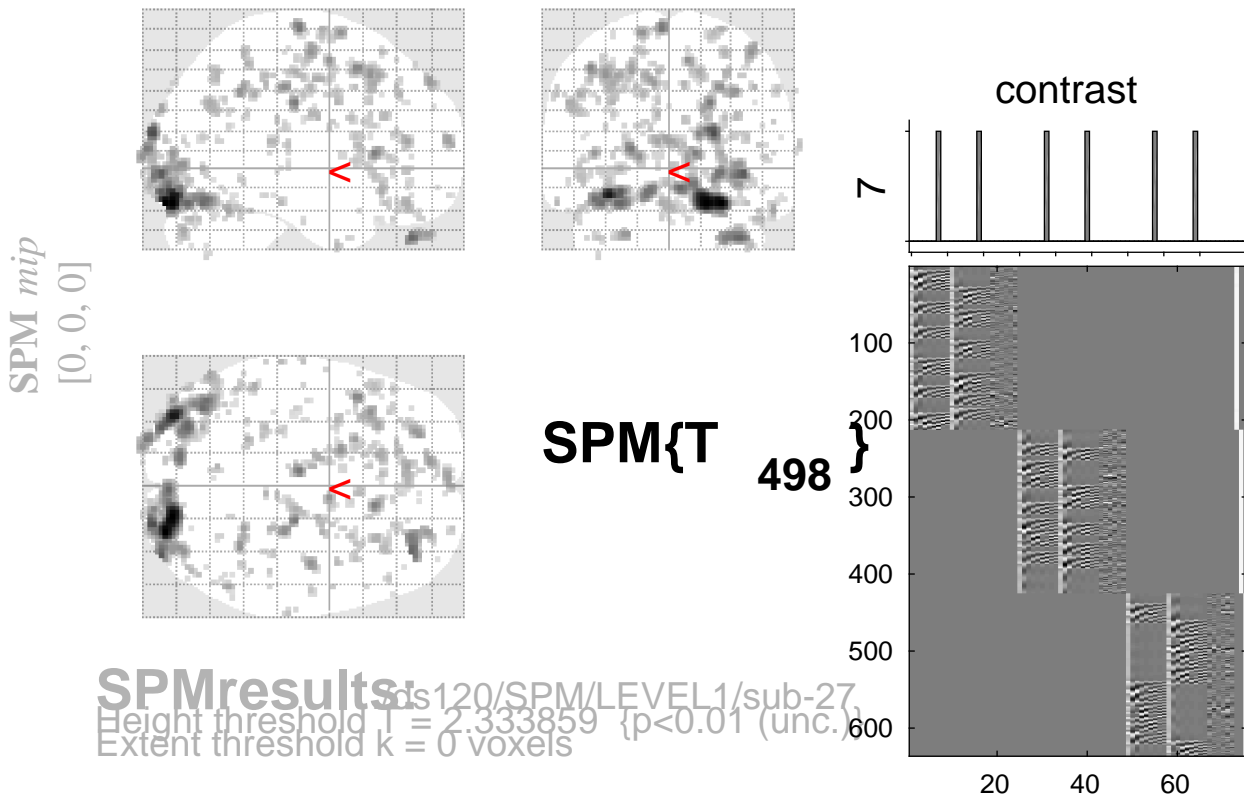 SPM mip
[0, 0, 0]
<
<
<
SPM{T 498 }
SPMresults: /ds120/SPM/LEVEL1/sub-27
Height threshold T = 2.333859 {p<0.01 (unc.)}
Extent threshold k = 0 voxels
contrast
7
100
200
300
400
500
600
20 40 60